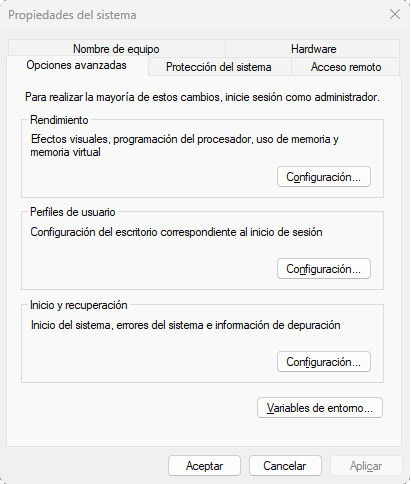 Propiedades del sistema
Nombre de equipo
Hardware
Opciones avanzadas
Protección del sistema
Acceso remoto
Para realizar la mayoría de estos cambios, inicie sesión como administrador.
Rendimiento
Efectos visuales, programación del procesador, uso de memoria y
memoria virtual
Configuración...
Perfiles de usuario
Configuración del escritorio correspondiente al inicio de sesión
Configuración...
Inicio y recuperación
Inicio del sistema, errores del sistema e información de depuración
Configuración...
Variables de entorno...
Aceptar
Cancelar
Aplicar